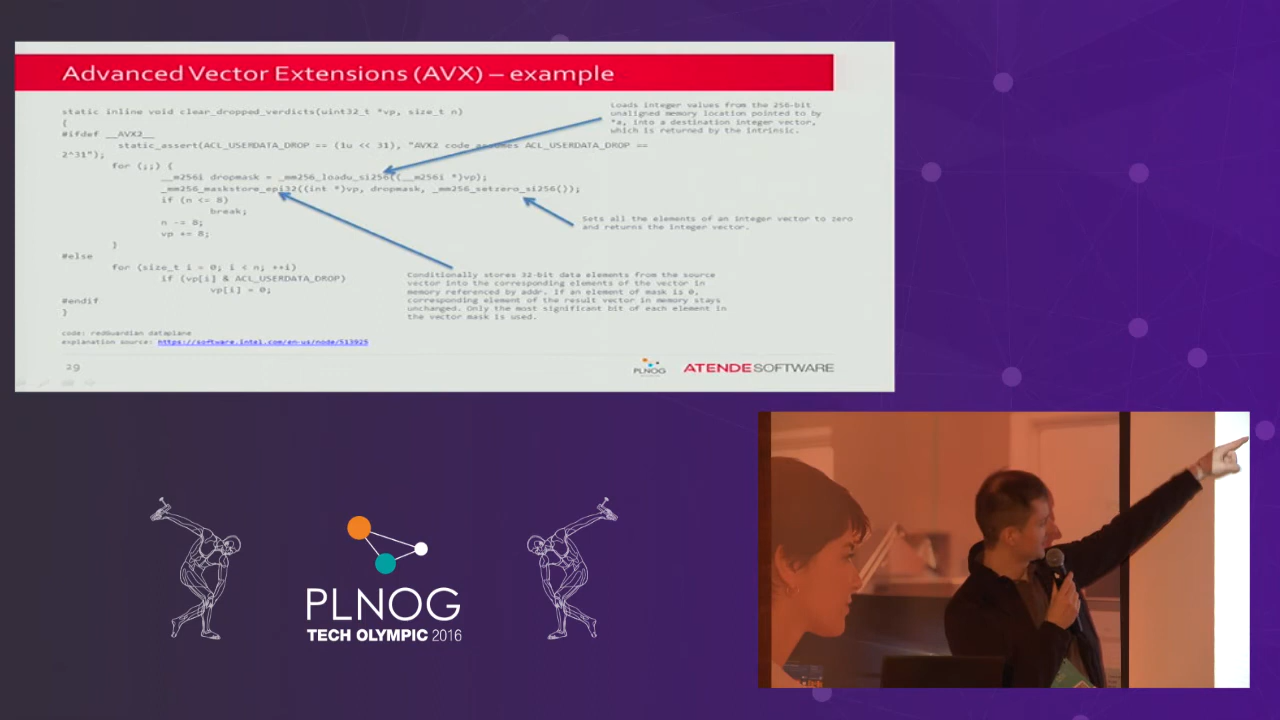 Advanced Vector Extensions (AVX) – example
static inline void clear_dropped_verdicts(uint32_t *vp, size_t n)
{
#ifdef __AVX2__
static_assert(ACL_USERDATA_DROP == (1u << 31), "AVX2 code assumes ACL_USERDATA_DROP ==
2^31");
for (;;) {
__m256i dropmask = _mm256_loadu_si256((__m256i *)vp);
_mm256_maskstore_epi32((int *)vp, dropmask, _mm256_setzero_si256());
if (n <= 8)
break;
n -= 8;
vp += 8;
}
#else
for (size_t i = 0; i < n; ++i)
if (vp[i] & ACL_USERDATA_DROP)
vp[i] = 0;
#endif
}
Loads integer values from the 256-bit
unaligned memory location pointed to by
*a, into a destination integer vector,
which is returned by the intrinsic.
Sets all the elements of an integer vector to zero
and returns the integer vector.
Conditionally stores 32-bit data elements from the source
vector into the corresponding elements of the vector in
memory referenced by addr. If an element of mask is 0,
corresponding element of the result vector in memory stays
unchanged. Only the most significant bit of each element in
the vector mask is used.
code: redGuardian dataplane
explanation source: https://software.intel.com/en-us/node/513925
29
PLNOG
ATENDE SOFTWARE
PLNOG
TECH OLYMPIC 2016